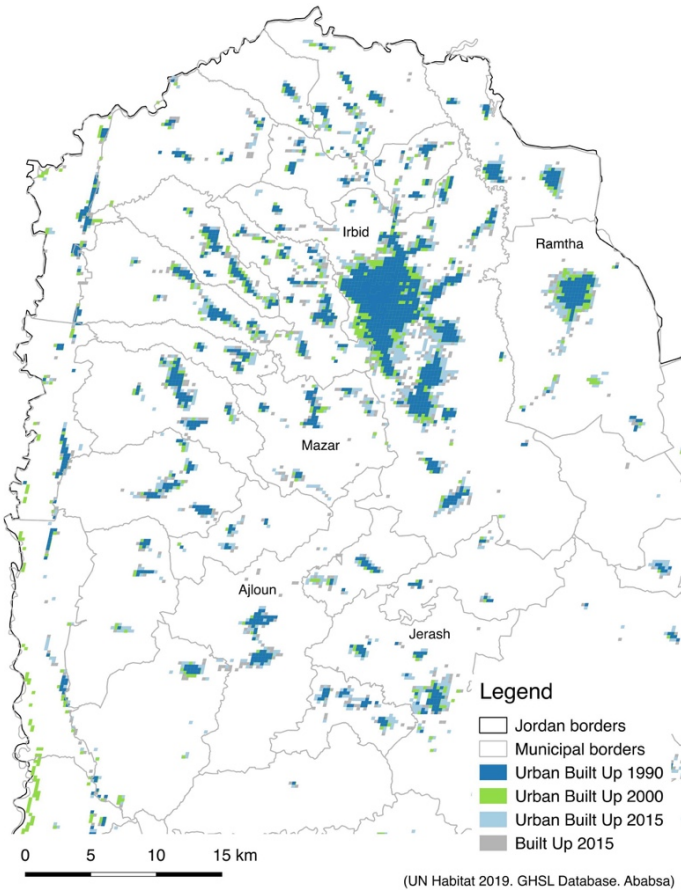 Irbid
Ramtha
Mazar
Ajloun
Jerash
Legend
Jordan borders
Municipal borders
Urban Built Up 1990
Urban Built Up 2000
Urban Built Up 2015
Built Up 2015
0 5 10 15 km
(UN Habitat 2019. GHSL Database. Ababsa)